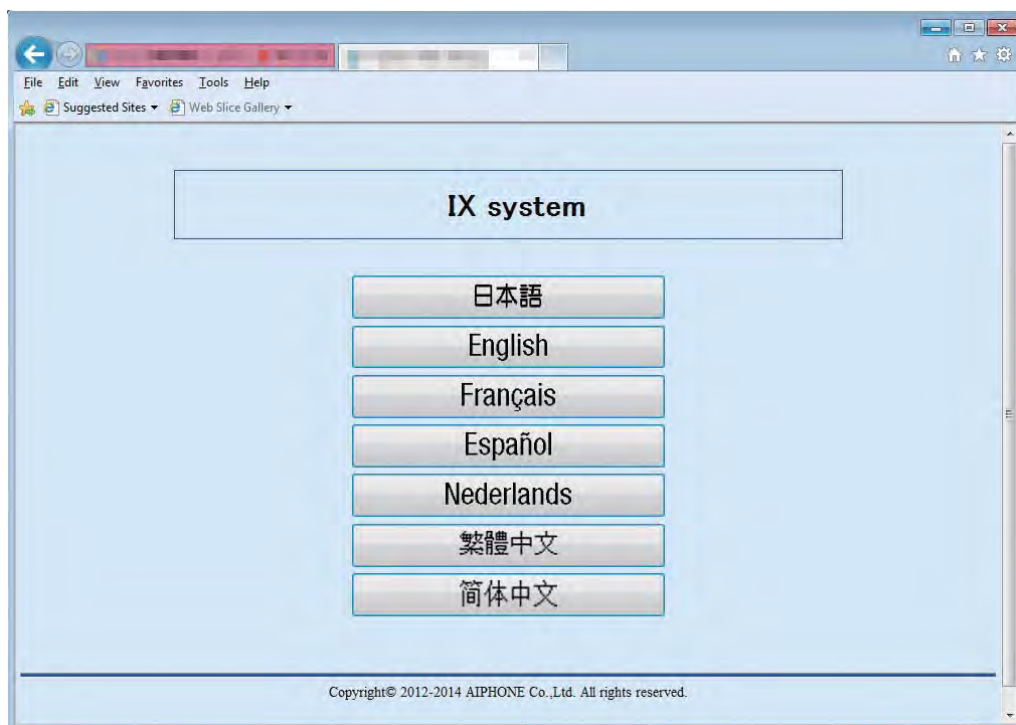 File Edit View Favorites Tools Help
Suggested Sites Web Slice Gallery
IX system
日本語
English
Français
Español
Nederlands
繁體中文
简体中文
Copyright© 2012-2014 AIPHONE Co.,Ltd. All rights reserved.